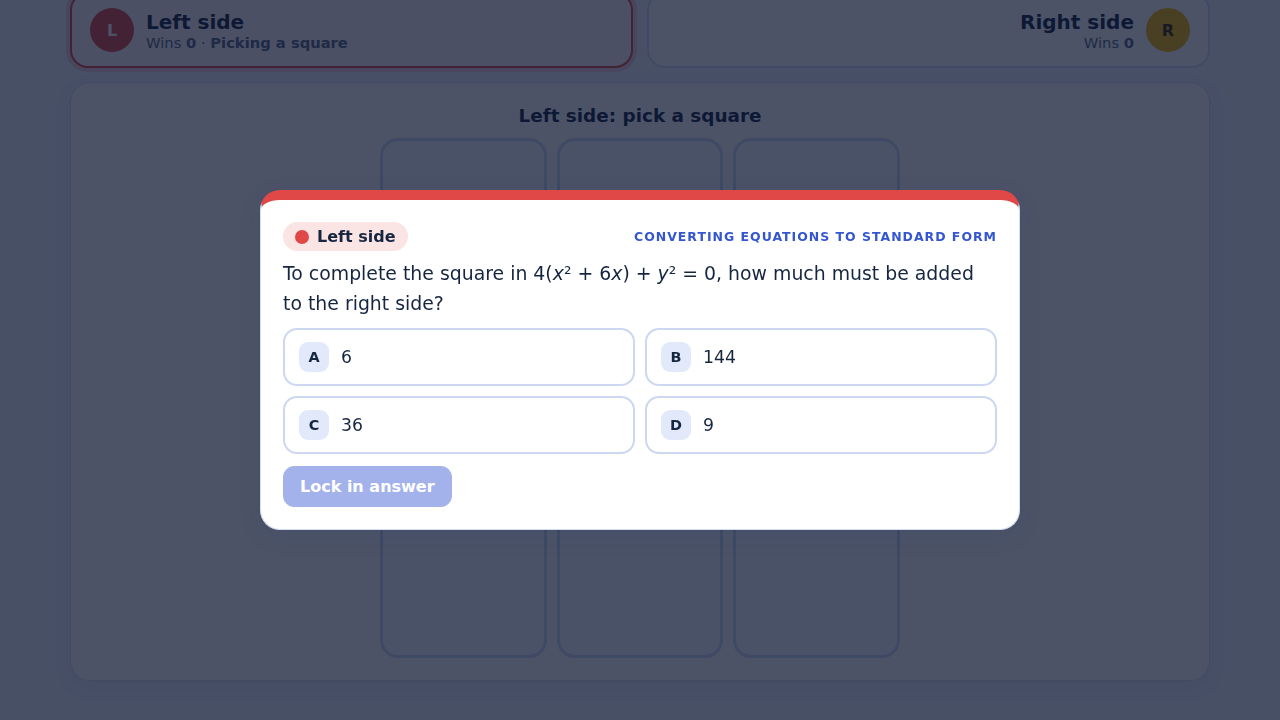 L
Left side
Wins 0 · Picking a square
Right side
Wins 0
R
Left side: pick a square
Left side
CONVERTING EQUATIONS TO STANDARD FORM
To complete the square in 4(x² + 6x) + y² = 0, how much must be added
to the right side?
A 6
B 144
C 36
D 9
Lock in answer